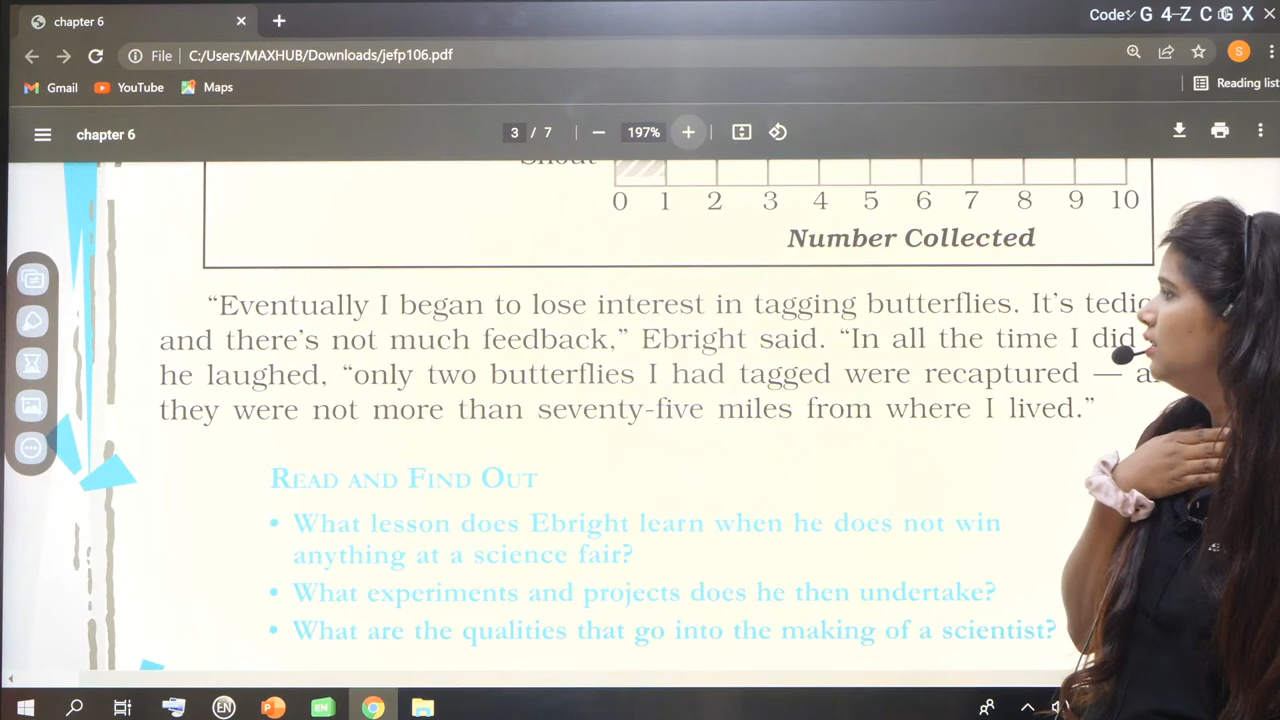 chapter 6
Code: G 4-Z C G X
File C:/Users/MAXHUB/Downloads/jefp106.pdf
S
Gmail YouTube Maps
Reading list
chapter 6
3 / 7 197%
0 1 2 3 4 5 6 7 8 9 10
Number Collected
“Eventually I began to lose interest in tagging butterflies. It’s
and there’s not much feedback,” Ebright said. “In all the time I did
he laughed, “only two butterflies I had tagged were recaptured —
they were not more than seventy-five miles from where I lived.”
READ AND FIND OUT
• What lesson does Ebright learn when he does not win
anything at a science fair?
• What experiments and projects does he then undertake?
• What are the qualities that go into the making of a scientist?
EN P EN